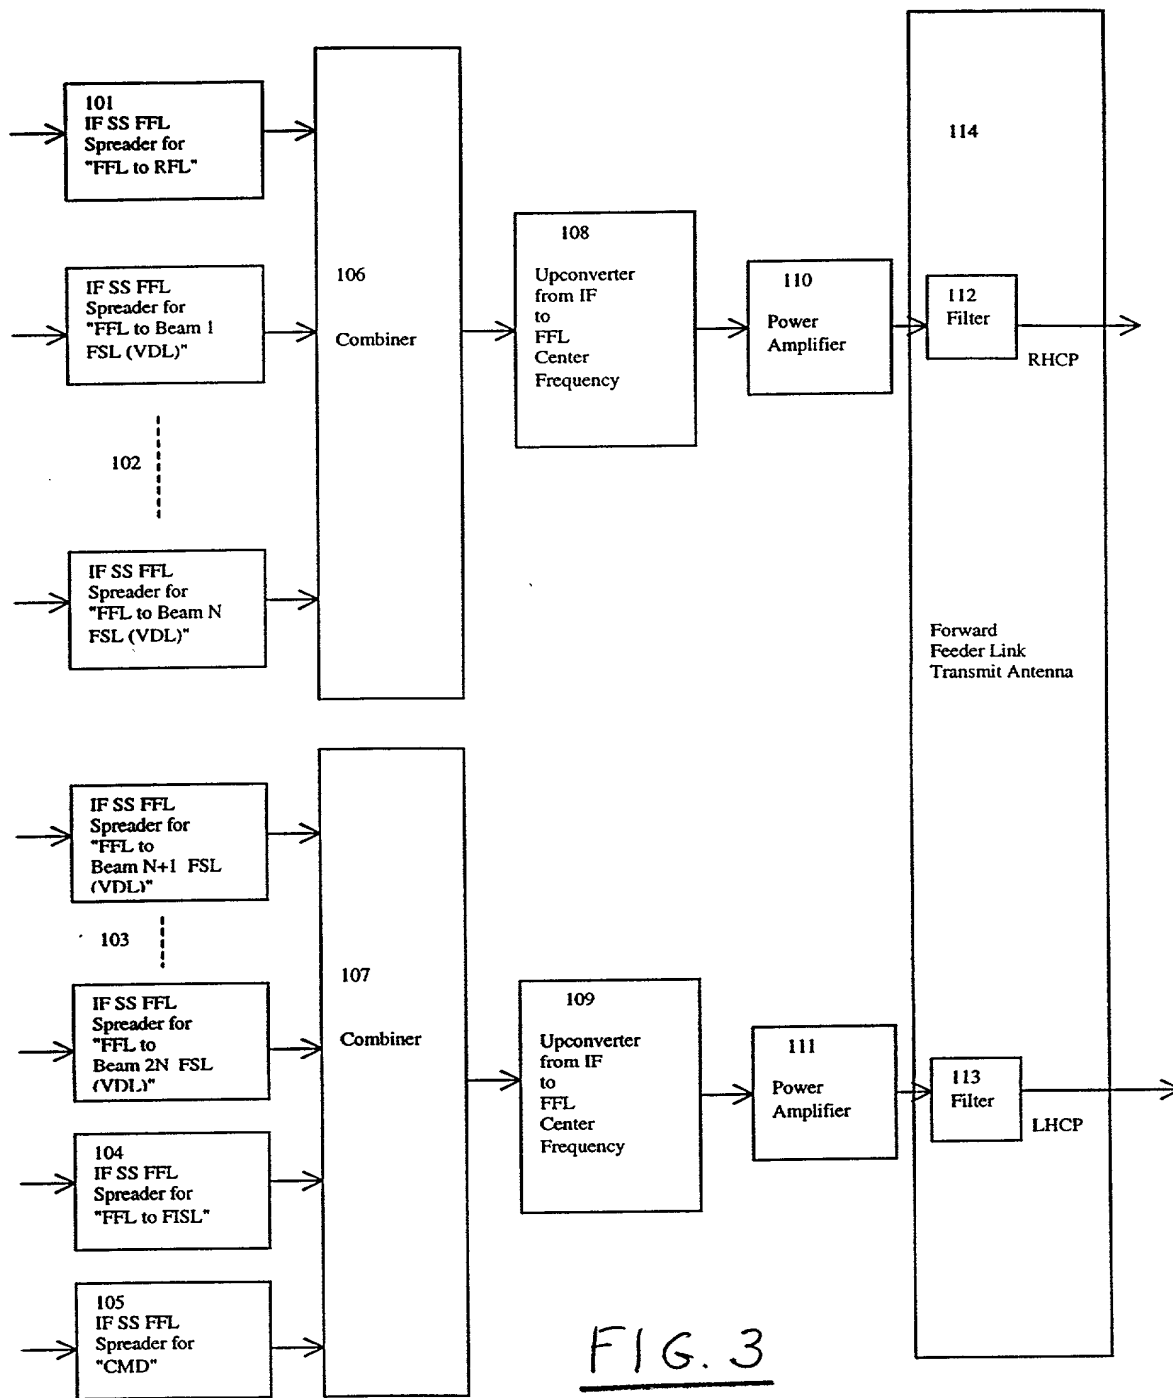 101
IF SS FFL
Spreader for
"FFL to RFL"
IF SS FFL
Spreader for
"FFL to Beam 1
FSL (VDL)"
102
IF SS FFL
Spreader for
"FFL to Beam N
FSL (VDL)"
106
Combiner
108
Upconverter
from IF
to
FFL
Center
Frequency
110
Power
Amplifier
112
Filter
RHCP
114
Forward
Feeder Link
Transmit Antenna
IF SS FFL
Spreader for
"FFL to
Beam N+1 FSL
(VDL)"
103
IF SS FFL
Spreader for
"FFL to
Beam 2N FSL
(VDL)"
104
IF SS FFL
Spreader for
"FFL to FISL"
105
IF SS FFL
Spreader for
"CMD"
107
Combiner
109
Upconverter
from IF
to
FFL
Center
Frequency
111
Power
Amplifier
113
Filter
LHCP
FIG. 3